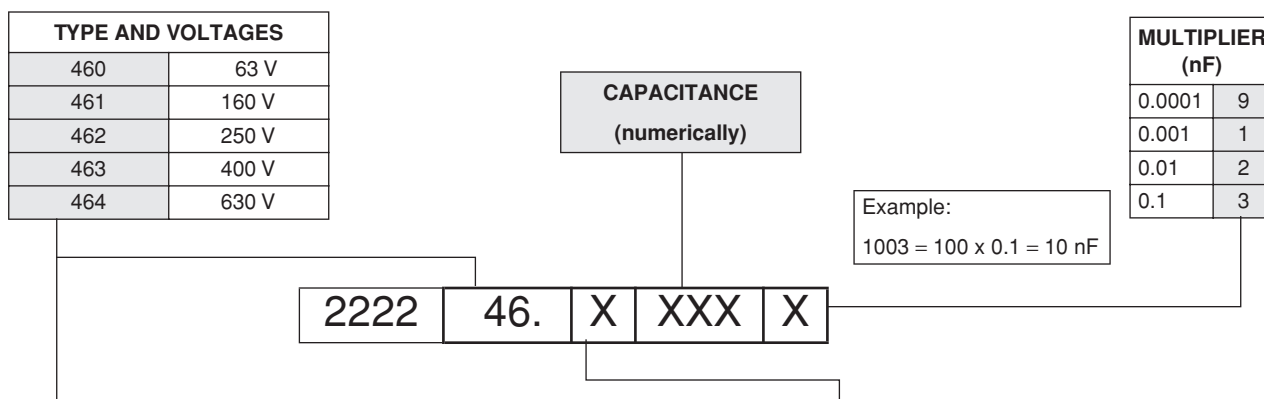 TYPE AND VOLTAGES
460 63 V
461 160 V
462 250 V
463 400 V
464 630 V
CAPACITANCE
(numerically)
MULTIPLIER
(nF)
0.0001 9
0.001 1
0.01 2
0.1 3
Example:
1003 = 100 x 0.1 = 10 nF
2222 46. X XXX X